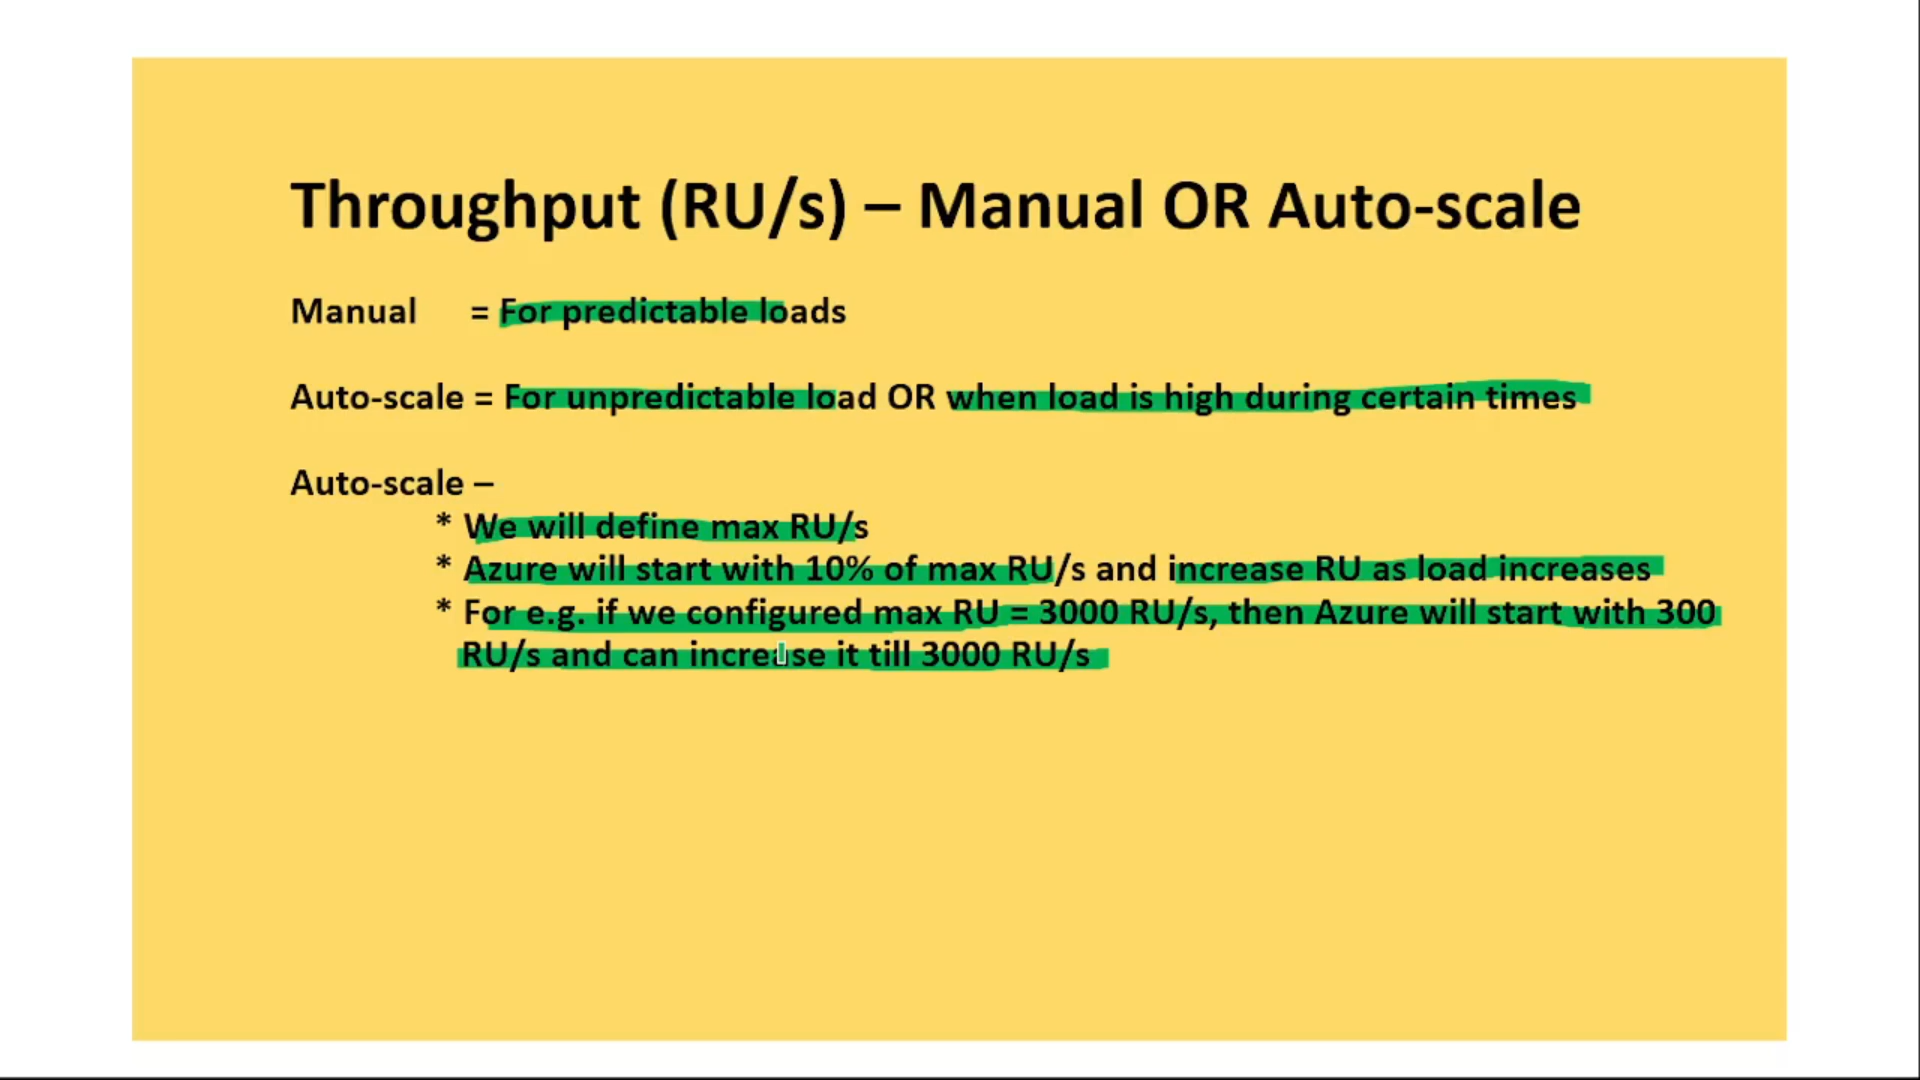 Throughput (RU/s) – Manual OR Auto-scale
Manual = For predictable loads
Auto-scale = For unpredictable load OR when load is high during certain times
Auto-scale –
* We will define max RU/s
* Azure will start with 10% of max RU/s and increase RU as load increases
* For e.g. if we configured max RU = 3000 RU/s, then Azure will start with 300
RU/s and can increase it till 3000 RU/s